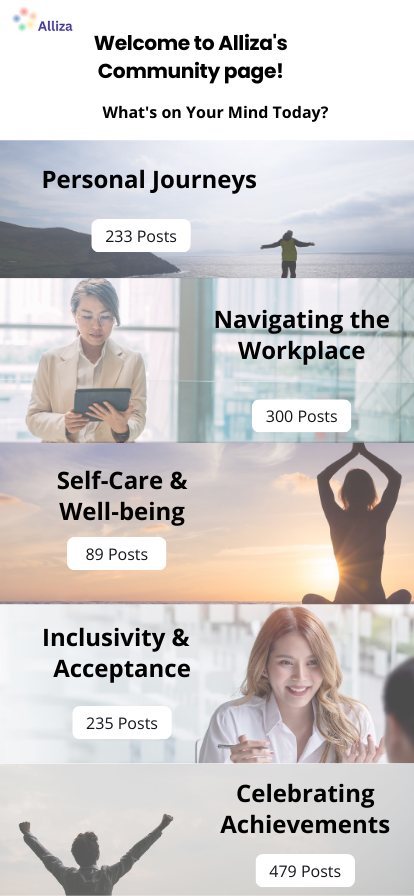 Alliza
Welcome to Alliza's
Community page!
What's on Your Mind Today?
Personal Journeys
233 Posts
Navigating the
Workplace
300 Posts
Self-Care &
Well-being
89 Posts
Inclusivity &
Acceptance
235 Posts
Celebrating
Achievements
479 Posts